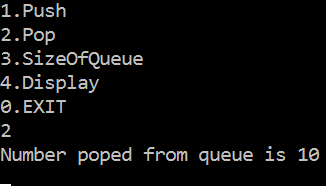 1.Push
2.Pop
3.SizeOfQueue
4.Display
0.EXIT
2
Number poped from queue is 10